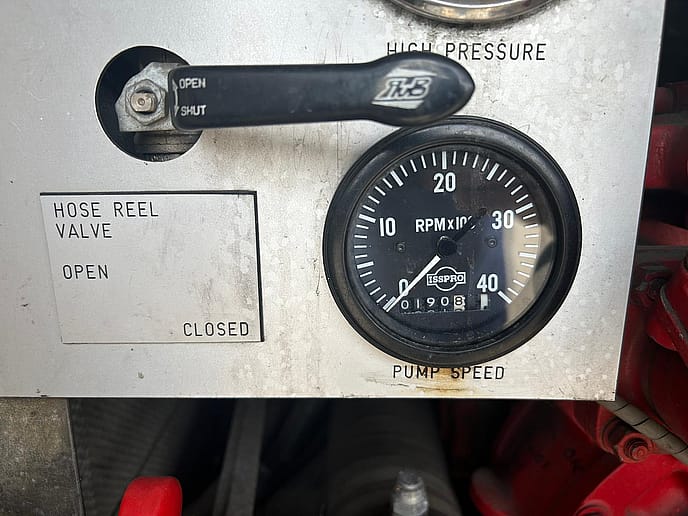 HIGH PRESSURE
OPEN
SHUT
HOSE REEL
VALVE
OPEN
CLOSED
20
10
30
RPM x 100
0
40
ISSPRO
01908
PUMP SPEED